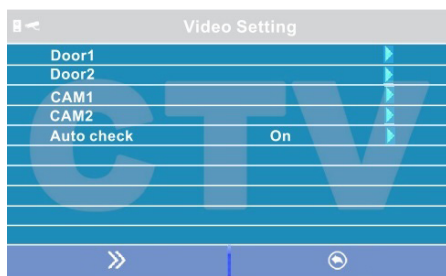 Video Setting
Door1
Door2
CAM1
CAM2
Auto check On
CTV